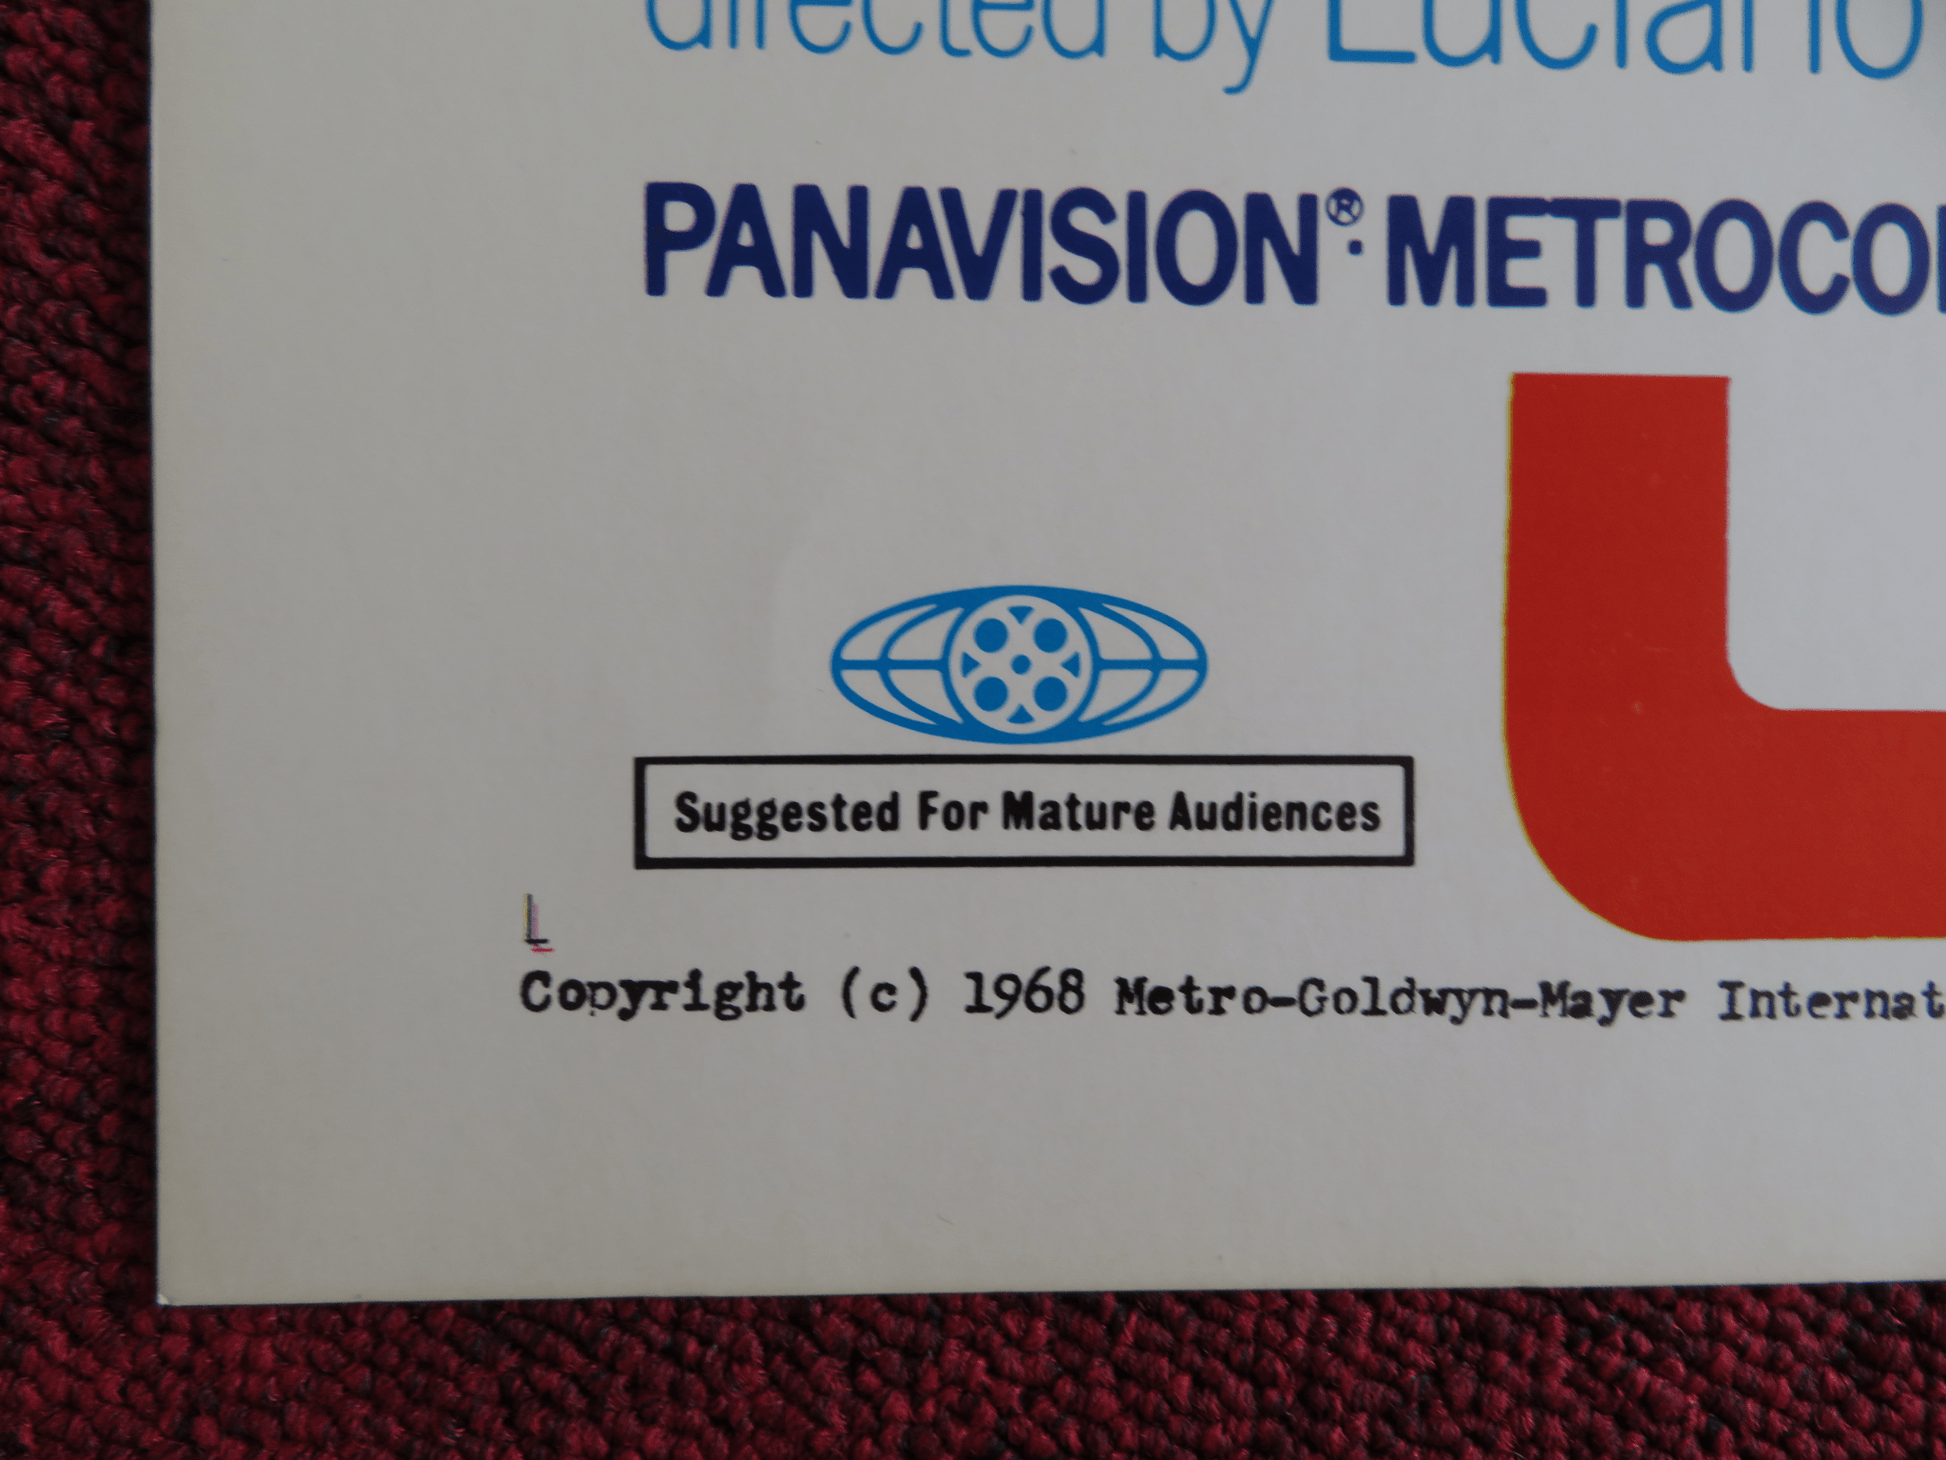 directed by Luciano
PANAVISION®·METROCO
Suggested For Mature Audiences
L
Copyright (c) 1968 Metro-Goldwyn-Mayer Internat